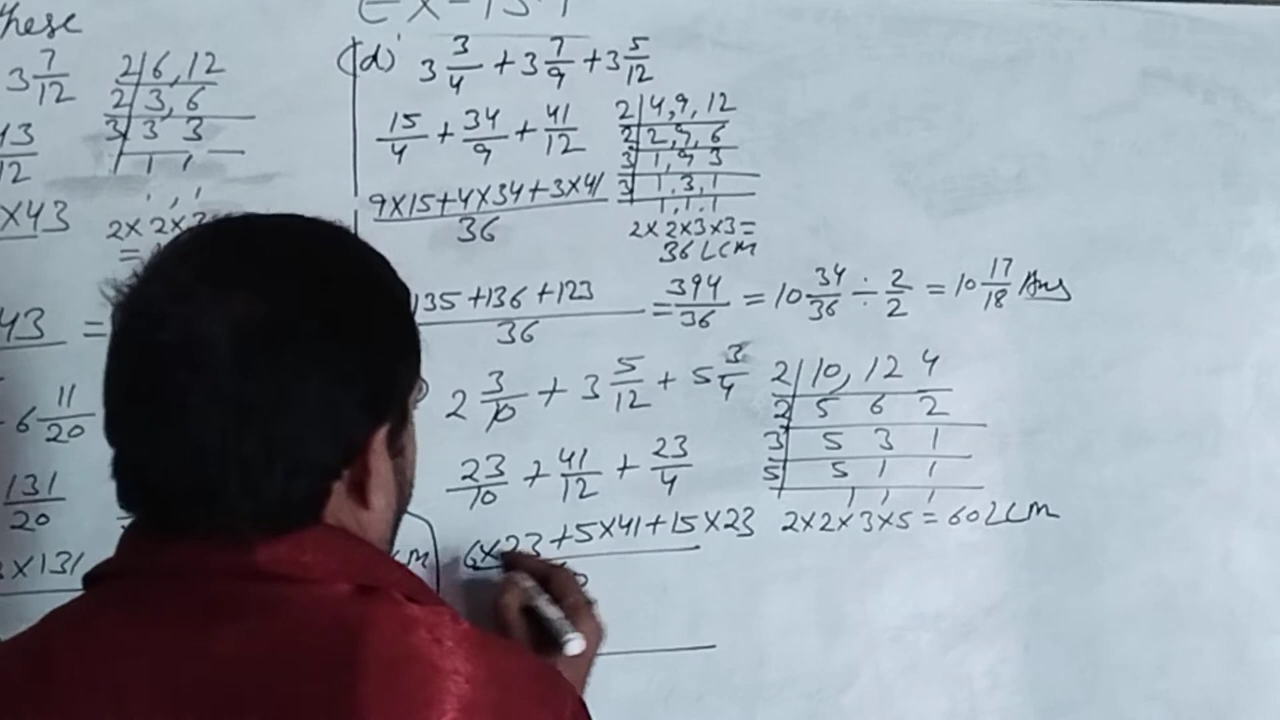 these
3 7/12
2 | 6, 12
2 | 3, 6
3 | 3 3
1 1
43/12
×43
2×2×3
=
43 =
6 11/20
131/20
×131
Ex-
(d) 3 3/4 + 3 7/9 + 3 5/12
15/4 + 34/9 + 41/12
9×15+4×34+3×41
36
2 | 4, 9, 12
2 | 2, 9, 6
3 | 1, 9 3
3 | 1, 3, 1
1, 1, 1
2×2×3×3=
36 LCM
135+136+123
36
= 394/36 = 10 34/36 ÷ 2/2 = 10 17/18 Ans
2 3/10 + 3 5/12 + 5 3/4
2 | 10, 12 4
2 | 5 6 2
3 | 5 3 1
5 | 5 1 1
1, 1, 1
23/10 + 41/12 + 23/4
6×23+5×41+15×23
2×2×3×5=60 LCM